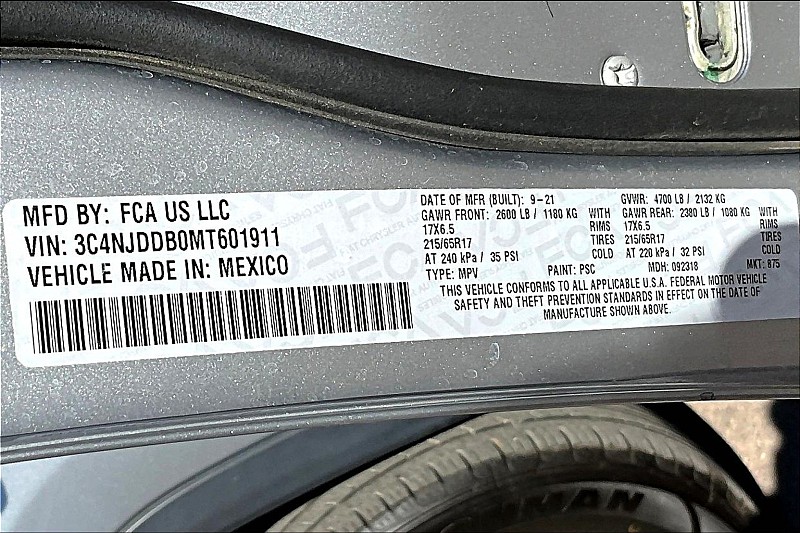 MFD BY: FCA US LLC
VIN: 3C4NJDDB0MT601911
VEHICLE MADE IN: MEXICO
DATE OF MFR (BUILT): 9-21 GVWR: 4700 LB / 2132 KG
GAWR FRONT: 2600 LB / 1180 KG WITH GAWR REAR: 2380 LB / 1080 KG WITH
17X6.5 RIMS 17X6.5 RIMS
215/65R17 TIRES 215/65R17 TIRES
AT 240 kPa / 35 PSI COLD AT 220 kPa / 32 PSI COLD
TYPE: MPV PAINT: PSC MDH: 092318 MKT: 875
THIS VEHICLE CONFORMS TO ALL APPLICABLE U.S.A. FEDERAL MOTOR VEHICLE
SAFETY AND THEFT PREVENTION STANDARDS IN EFFECT ON THE DATE OF
MANUFACTURE SHOWN ABOVE.